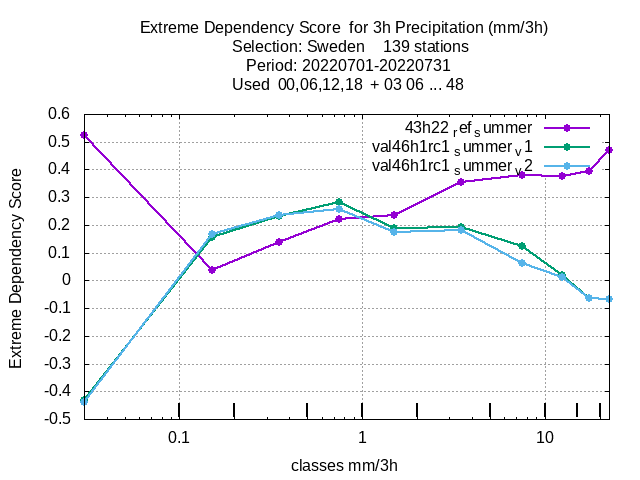 Extreme Dependency Score for 3h Precipitation (mm/3h)
Selection: Sweden 139 stations
Period: 20220701-20220731
Used 00,06,12,18 + 03 06 ... 48
43h22 ref summer
val46h1rc1 summer v1
val46h1rc1 summer v2
Extreme Dependency Score
0.6
0.5
0.4
0.3
0.2
0.1
0
-0.1
-0.2
-0.3
-0.4
-0.5
0.1 1 10
classes mm/3h